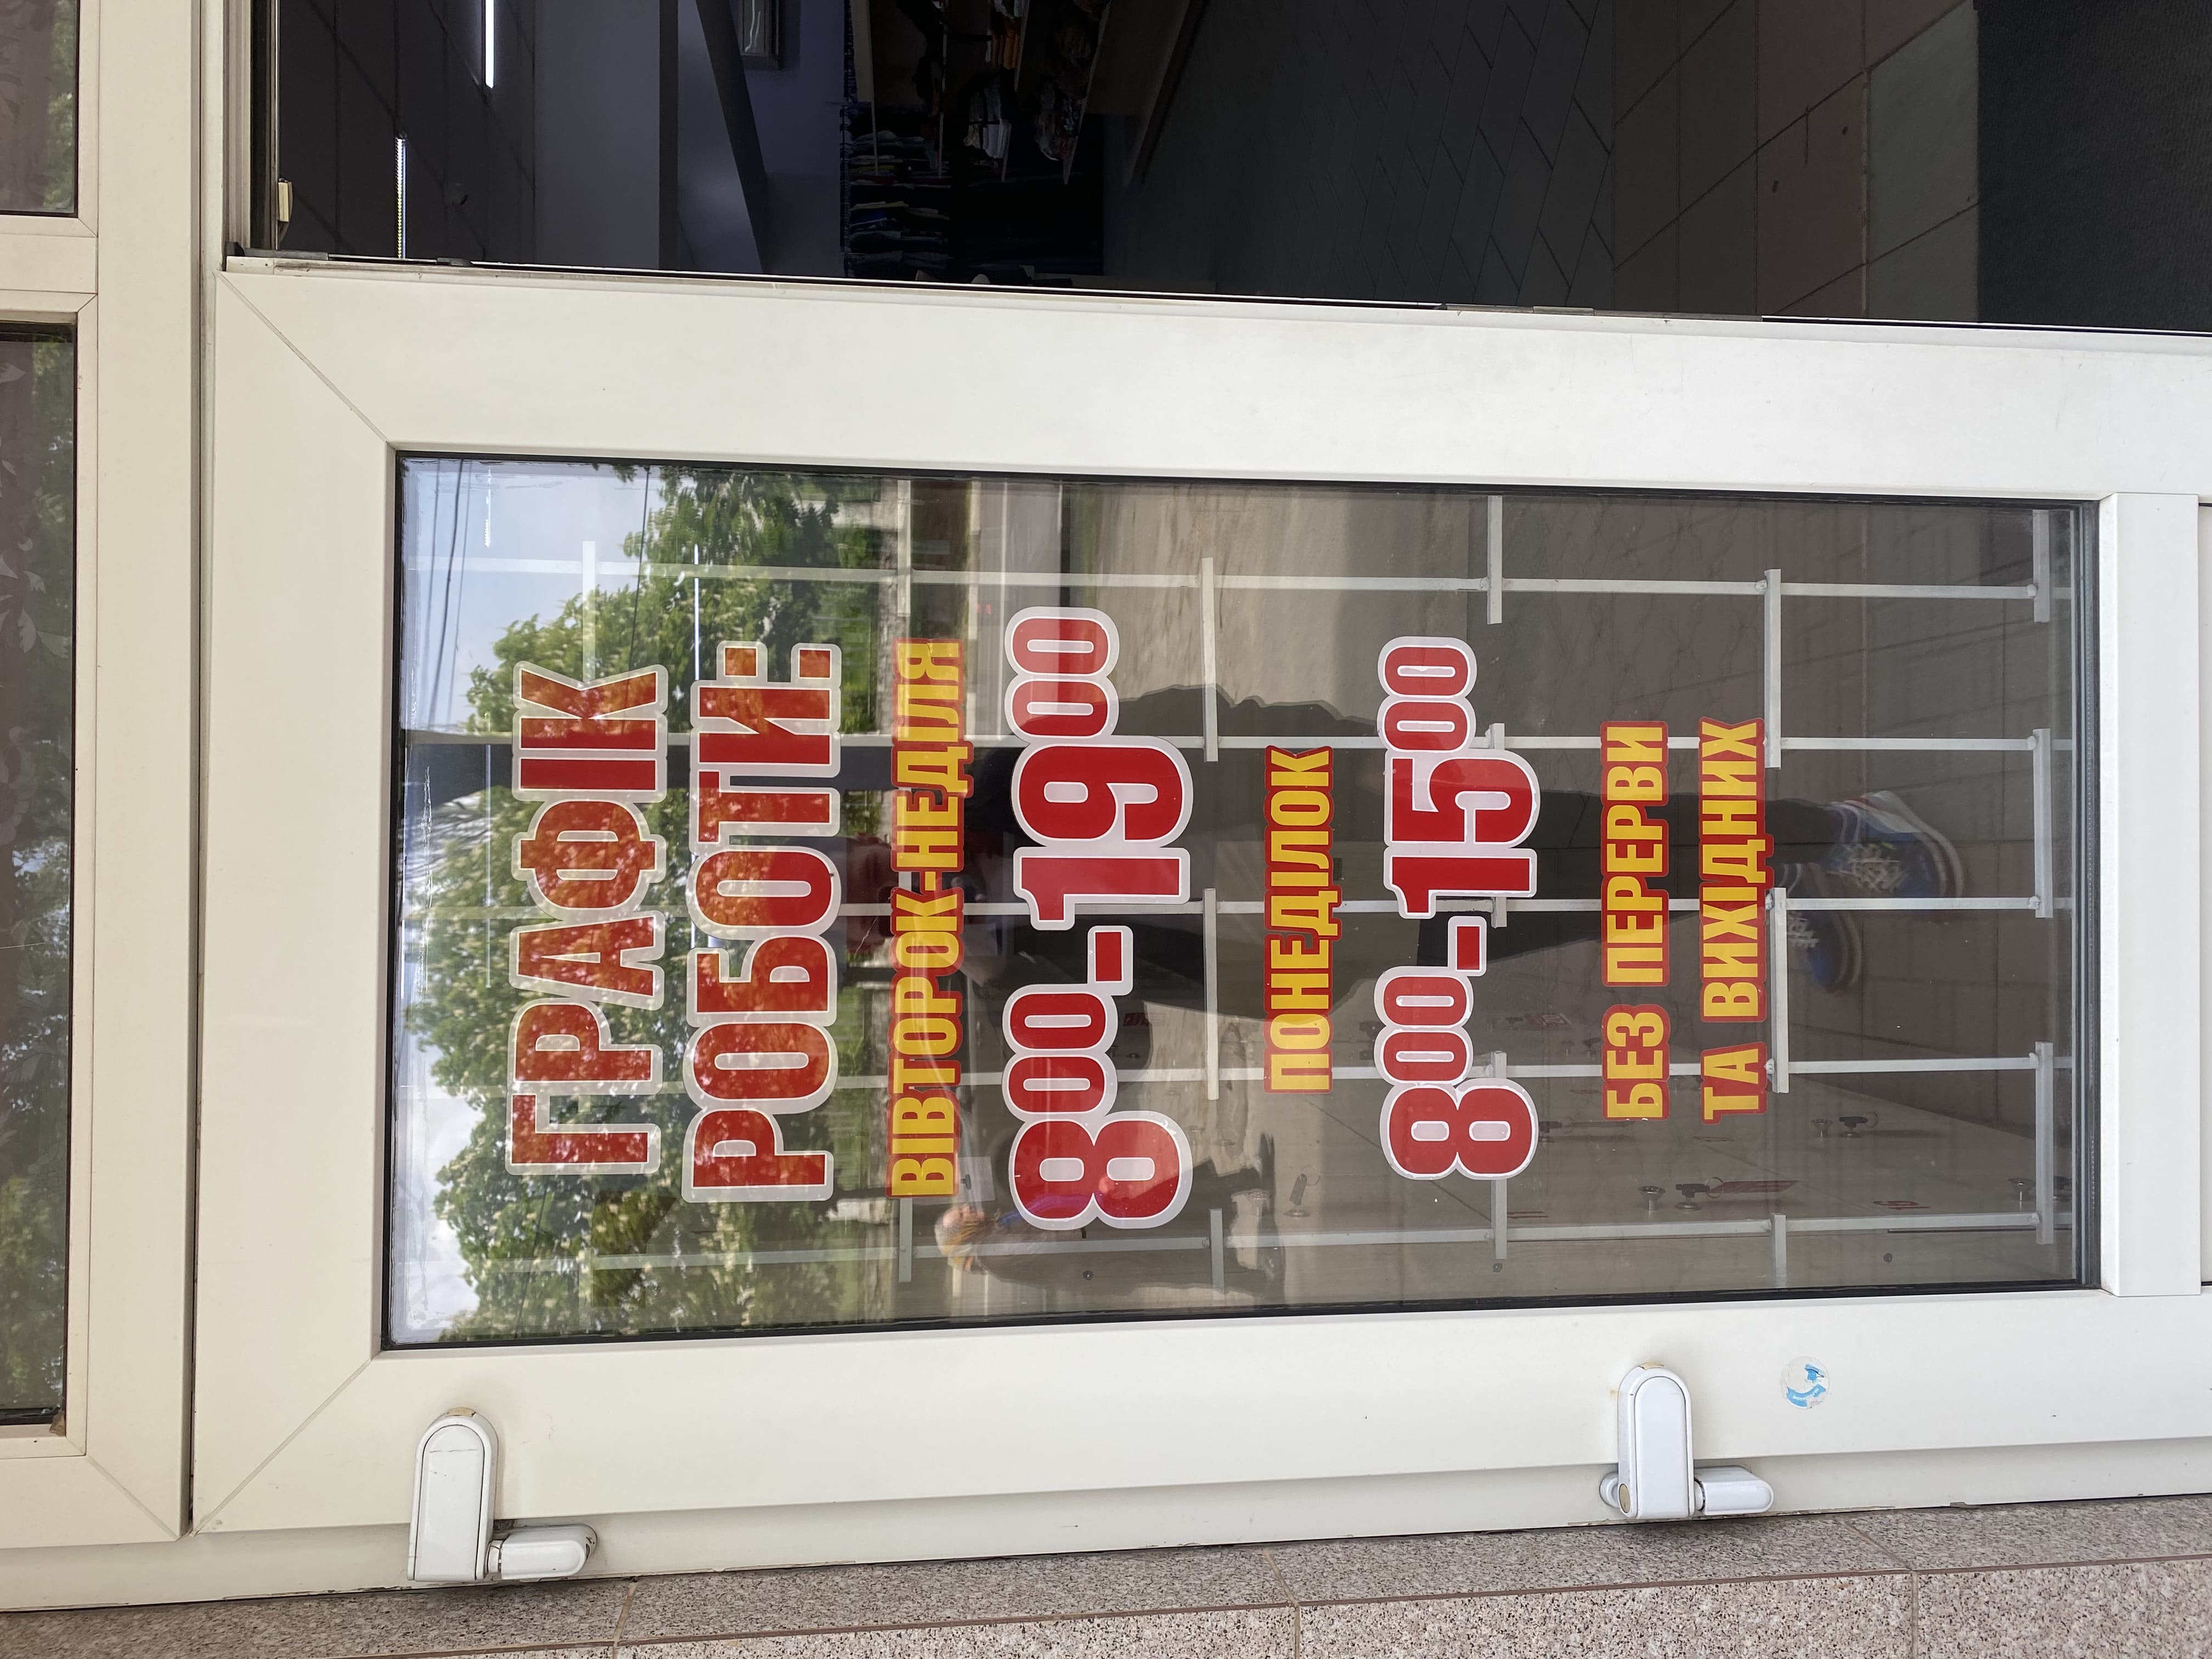 ГРАФІК
РОБОТИ:
ВІВТОРОК-НЕДІЛЯ
8⁰⁰-19⁰⁰
ПОНЕДІЛОК
8⁰⁰-15⁰⁰
БЕЗ ПЕРЕРВИ
ТА ВИХІДНИХ